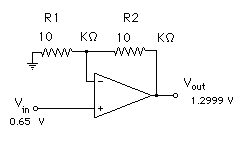 R1 R2
10 KΩ 10 KΩ
−
+
Vout
1.2999 V
Vin
0.65 V